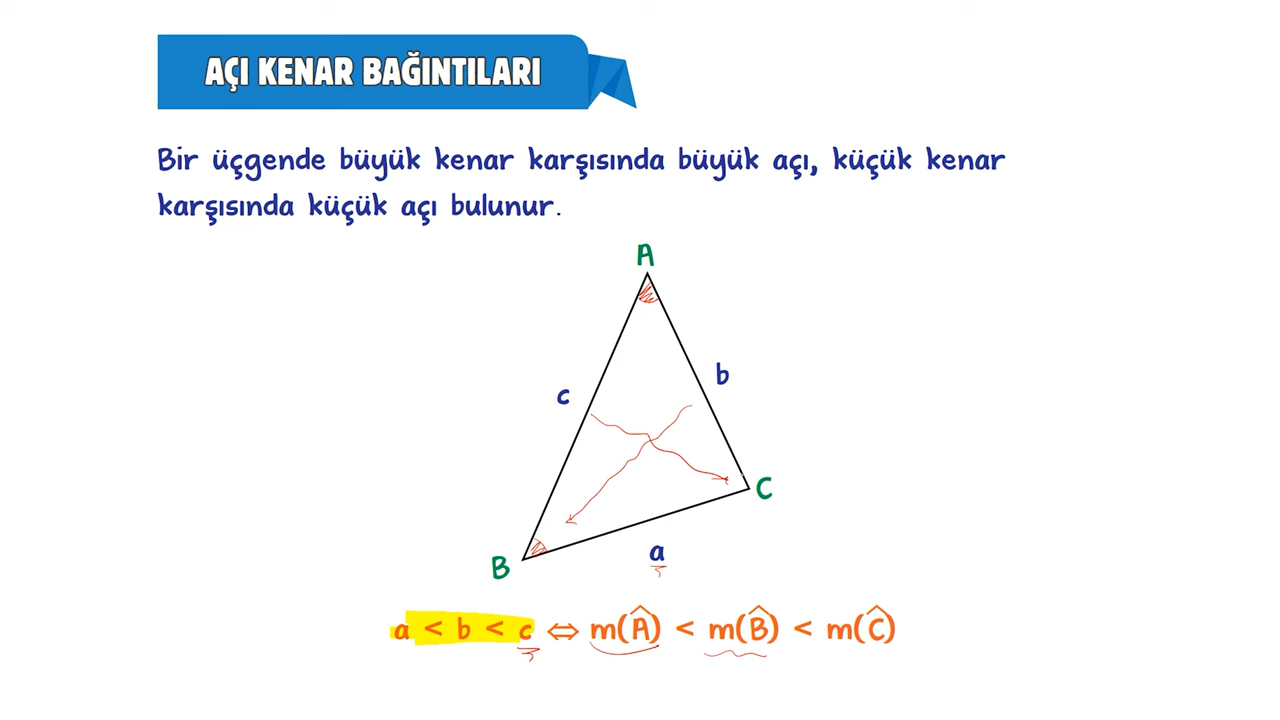 AÇI KENAR BAĞINTILARI
Bir üçgende büyük kenar karşısında büyük açı, küçük kenar
karşısında küçük açı bulunur.
A
c
b
C
B
a
a < b < c ⇔ m(Â) < m(B̂) < m(Ĉ)